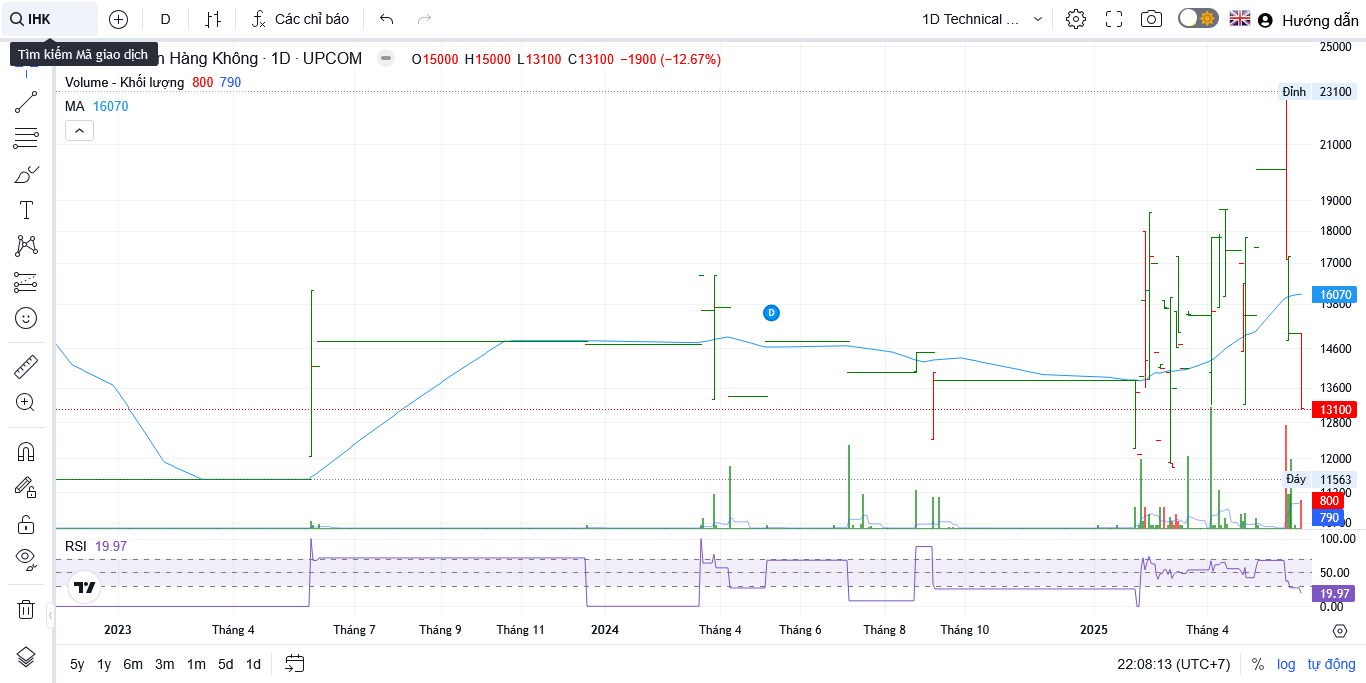 IHK D Các chỉ báo 1D Technical ... Hướng dẫn
Tìm kiếm Mã giao dịch
n Hàng Không · 1D · UPCOM O15000 H15000 L13100 C13100 −1900 (−12.67%)
Volume - Khối lượng 800 790
MA 16070
25000
Đỉnh 23100
21000
19000
18000
17000
16070
15800
D
14600
13600
13100
12800
12000
Đáy 11563
800
790
RSI 19.97
100.00
50.00
19.97
0.00
2023 Tháng 4 Tháng 7 Tháng 9 Tháng 11 2024 Tháng 4 Tháng 6 Tháng 8 Tháng 10 2025 Tháng 4
5y 1y 6m 3m 1m 5d 1d 22:08:13 (UTC+7) % log tự động